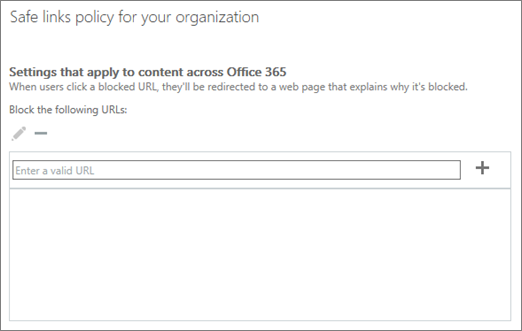 Safe links policy for your organization
Settings that apply to content across Office 365
When users click a blocked URL, they'll be redirected to a web page that explains why it's blocked.
Block the following URLs:
Enter a valid URL